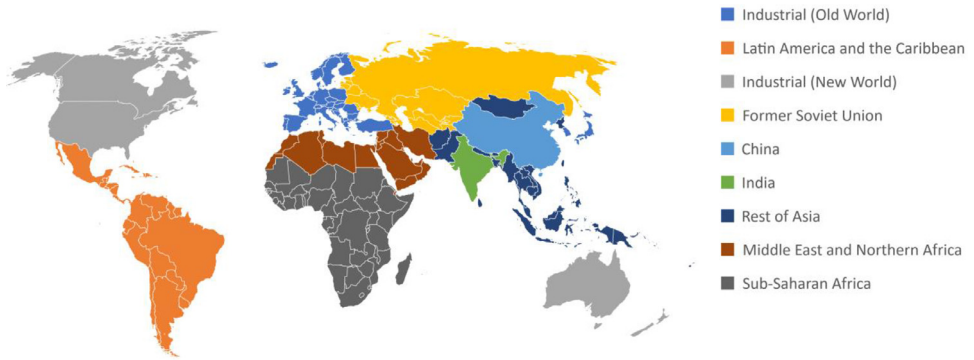 Industrial (Old World)
Latin America and the Caribbean
Industrial (New World)
Former Soviet Union
China
India
Rest of Asia
Middle East and Northern Africa
Sub-Saharan Africa